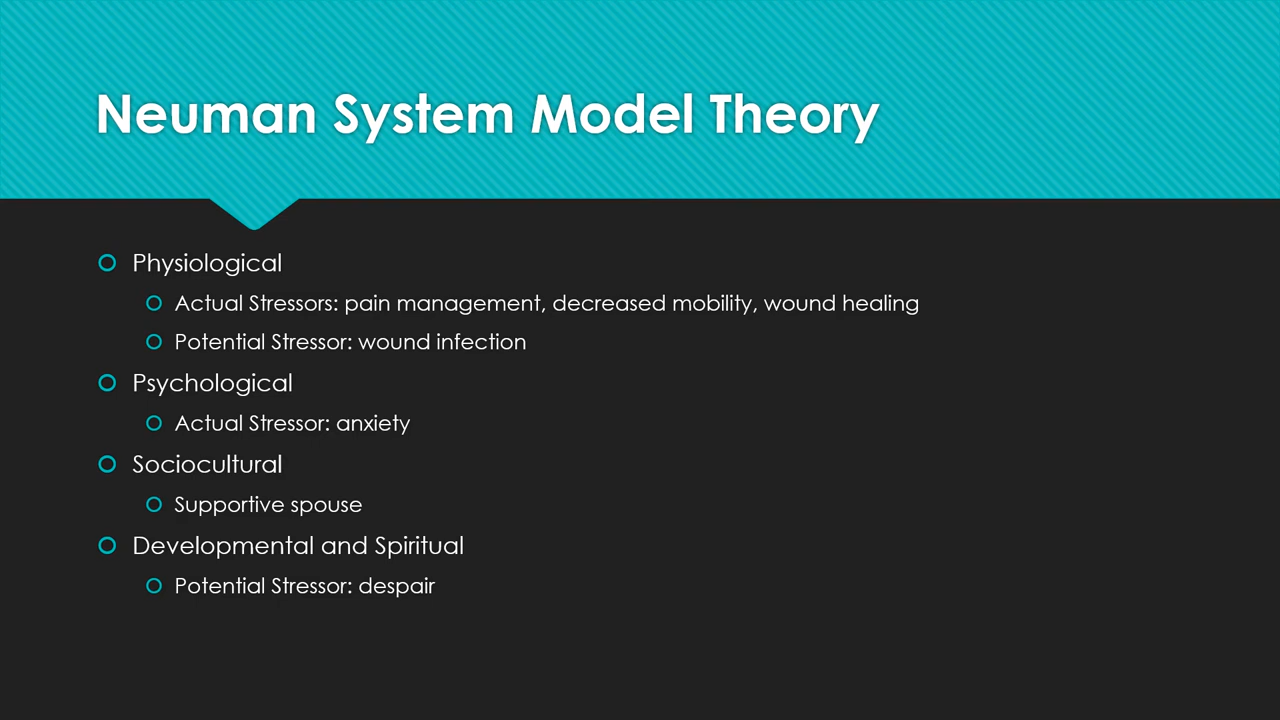 Neuman System Model Theory
Physiological
Actual Stressors: pain management, decreased mobility, wound healing
Potential Stressor: wound infection
Psychological
Actual Stressor: anxiety
Sociocultural
Supportive spouse
Developmental and Spiritual
Potential Stressor: despair